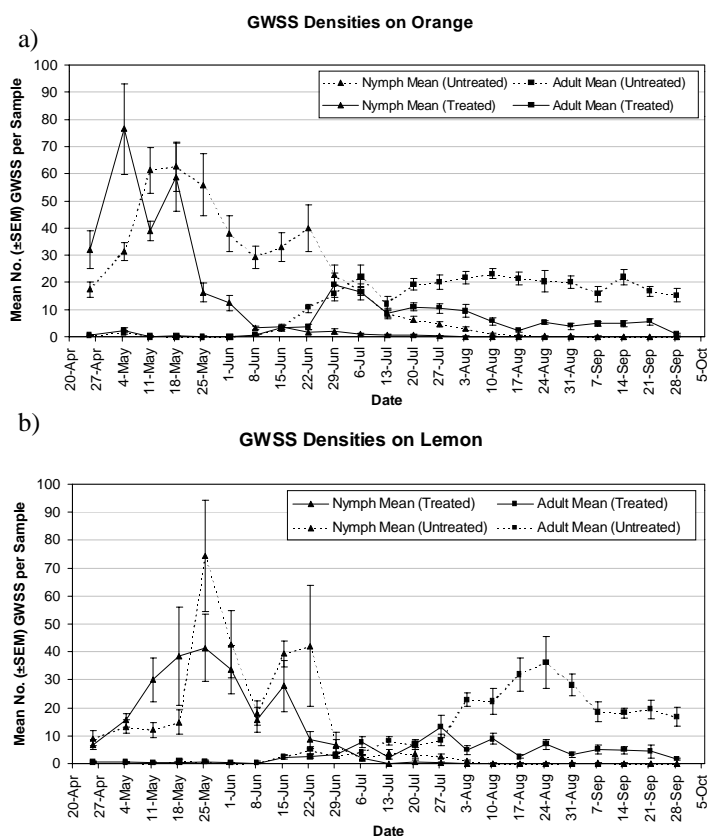 a)
GWSS Densities on Orange
Nymph Mean (Untreated) Adult Mean (Untreated)
Nymph Mean (Treated) Adult Mean (Treated)
Mean No. (±SEM) GWSS per Sample
100
90
80
70
60
50
40
30
20
10
0
20-Apr 27-Apr 4-May 11-May 18-May 25-May 1-Jun 8-Jun 15-Jun 22-Jun 29-Jun 6-Jul 13-Jul 20-Jul 27-Jul 3-Aug 10-Aug 17-Aug 24-Aug 31-Aug 7-Sep 14-Sep 21-Sep 28-Sep 5-Oct
Date
b)
GWSS Densities on Lemon
Nymph Mean (Treated) Adult Mean (Treated)
Nymph Mean (Untreated) Adult Mean (Untreated)
Mean No. (±SEM) GWSS per Sample
100
90
80
70
60
50
40
30
20
10
0
20-Apr 27-Apr 4-May 11-May 18-May 25-May 1-Jun 8-Jun 15-Jun 22-Jun 29-Jun 6-Jul 13-Jul 20-Jul 27-Jul 3-Aug 10-Aug 17-Aug 24-Aug 31-Aug 7-Sep 14-Sep 21-Sep 28-Sep 5-Oct
Date